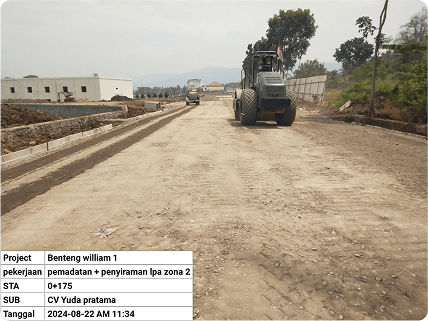 Project Benteng william 1
pekerjaan pemadatan + penyiraman lpa zona 2
STA 0+175
SUB CV Yuda pratama
Tanggal 2024-08-22 AM 11:34